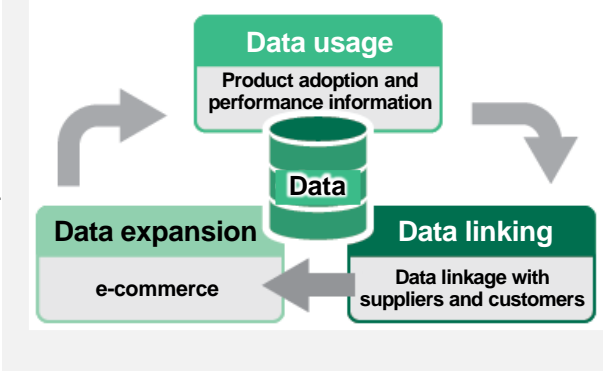 Data usage
Product adoption and
performance information
Data
Data expansion
e-commerce
Data linking
Data linkage with
suppliers and customers